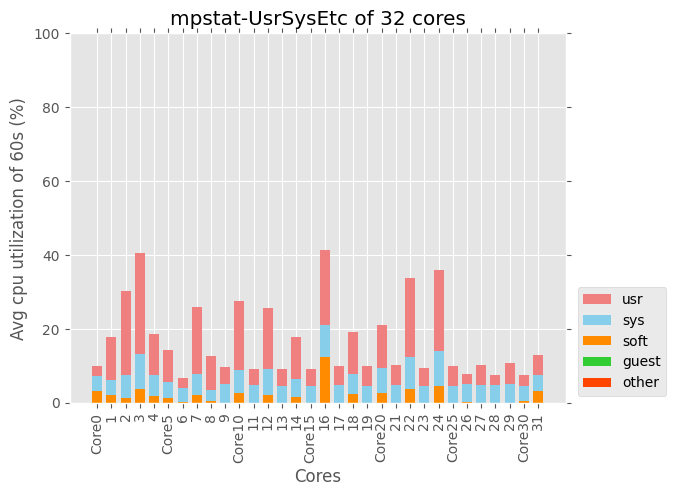 mpstat-UsrSysEtc of 32 cores
Avg cpu utilization of 60s (%)
100
80
60
40
20
0
Core0
1
2
3
4
Core5
6
7
8
9
Core10
11
12
13
14
Core15
16
17
18
19
Core20
21
22
23
24
Core25
26
27
28
29
Core30
31
Cores
usr
sys
soft
guest
other